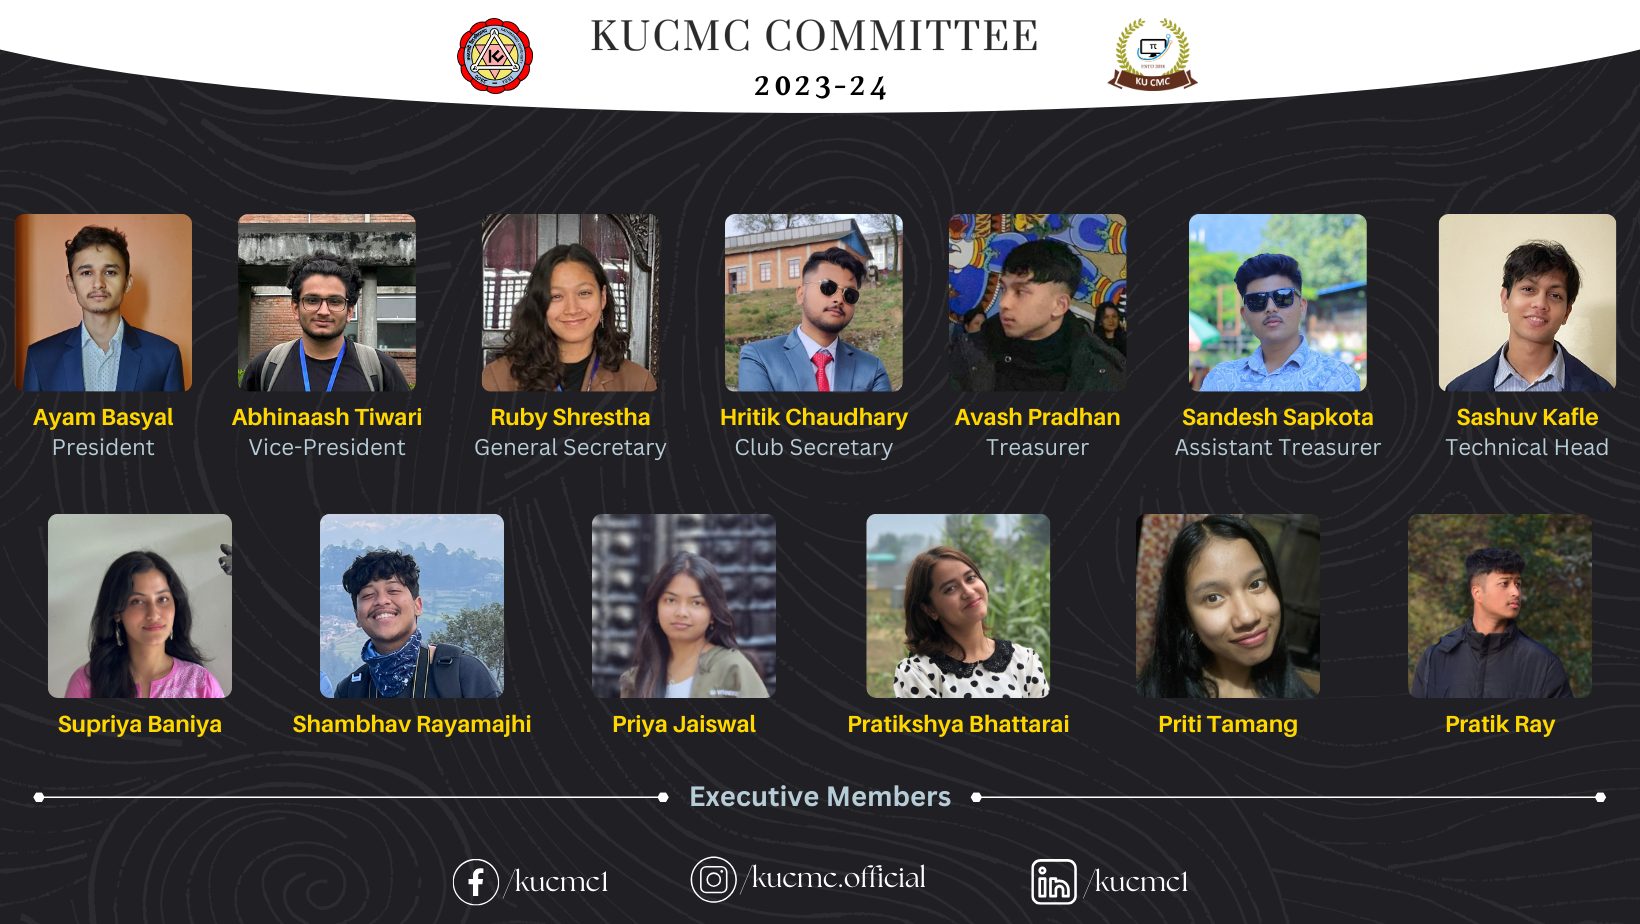 KUCMC COMMITTEE
2023-24
KU CMC
Ayam Basyal
President
Abhinaash Tiwari
Vice-President
Ruby Shrestha
General Secretary
Hritik Chaudhary
Club Secretary
Avash Pradhan
Treasurer
Sandesh Sapkota
Assistant Treasurer
Sashuv Kafle
Technical Head
Supriya Baniya
Shambhav Rayamajhi
Priya Jaiswal
Pratikshya Bhattarai
Priti Tamang
Pratik Ray
Executive Members
/kucmc1
/kucmc.official
/kucmc1